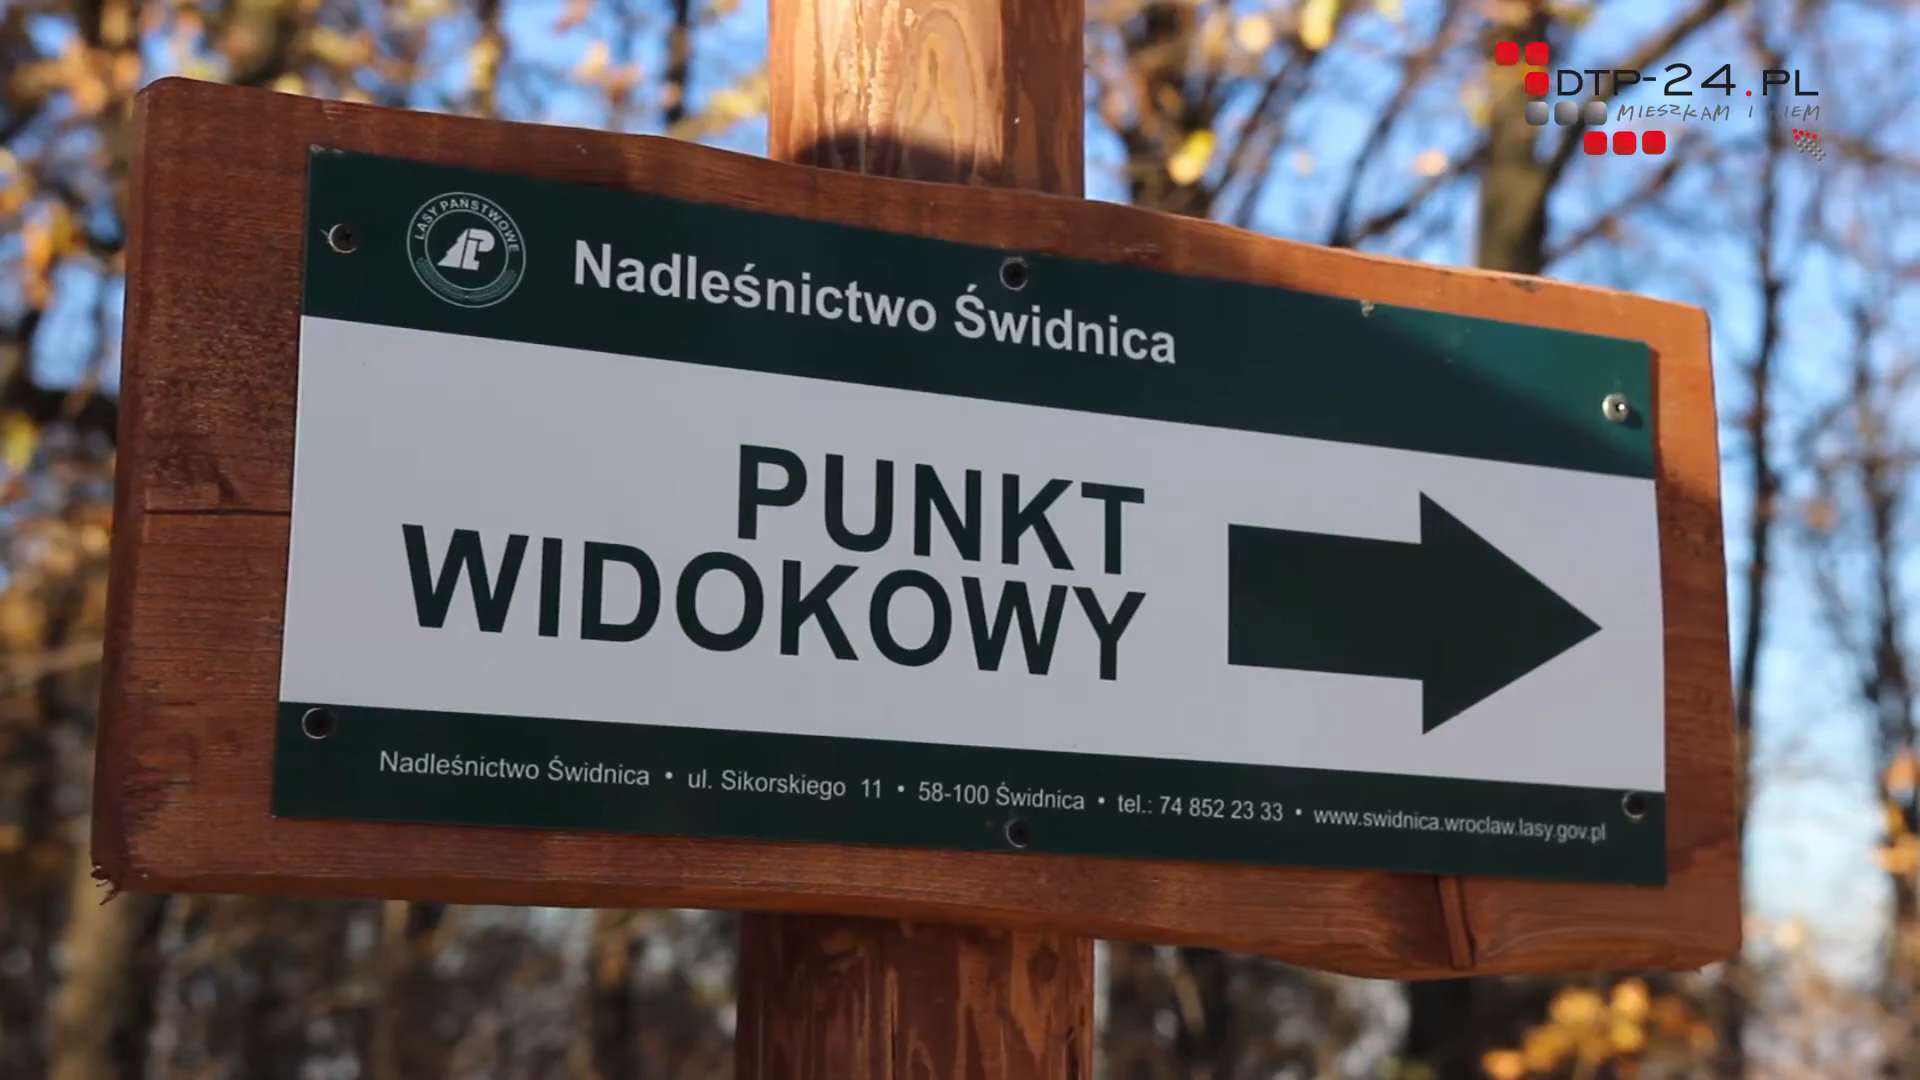 DTP-24.PL
MIESZKAM I WIEM
LASY PAŃSTWOWE
Nadleśnictwo Świdnica
PUNKT
WIDOKOWY
Nadleśnictwo Świdnica • ul. Sikorskiego 11 • 58-100 Świdnica • tel.: 74 852 23 33 • www.swidnica.wroclaw.lasy.gov.pl